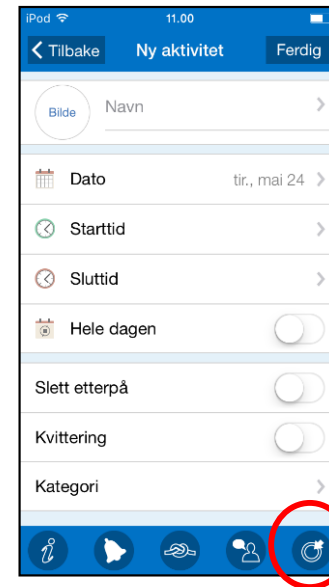 iPod 11.00
Tilbake Ny aktivitet Ferdig
Bilde Navn
Dato tir., mai 24
Starttid
Sluttid
Hele dagen
Slett etterpå
Kvittering
Kategori